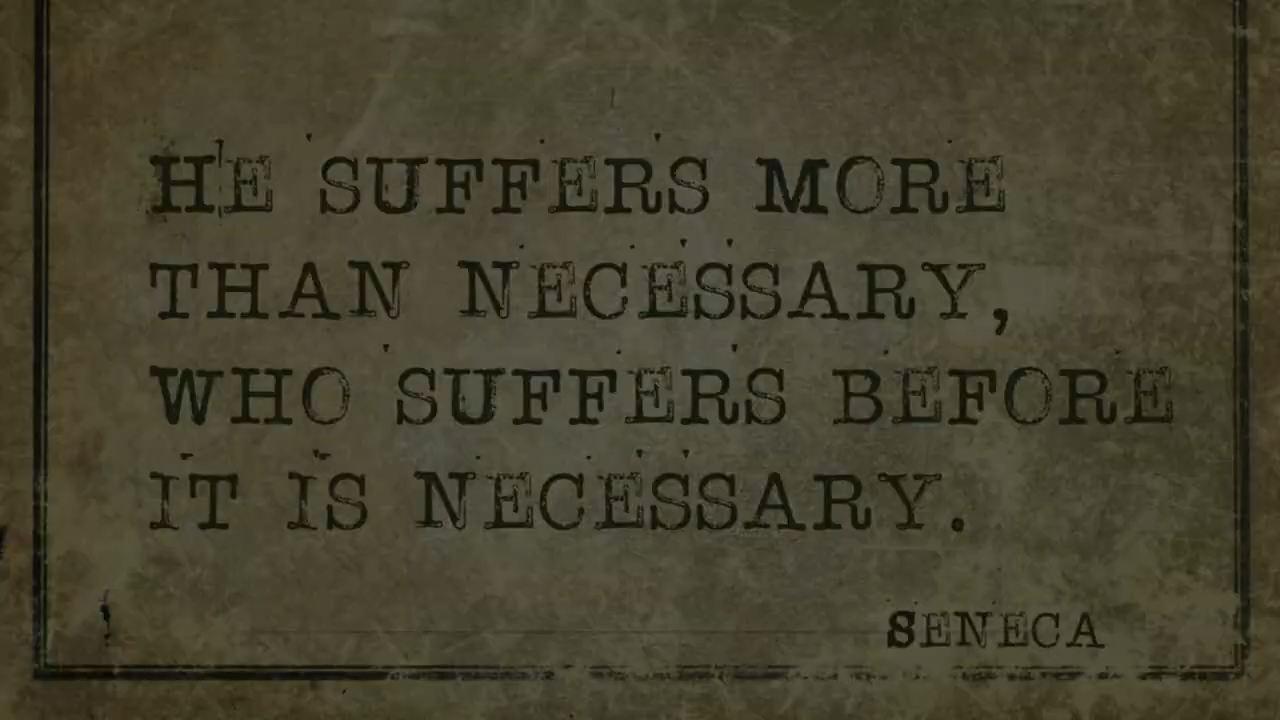 HE SUFFERS MORE
THAN NECESSARY,
WHO SUFFERS BEFORE
IT IS NECESSARY.
SENECA